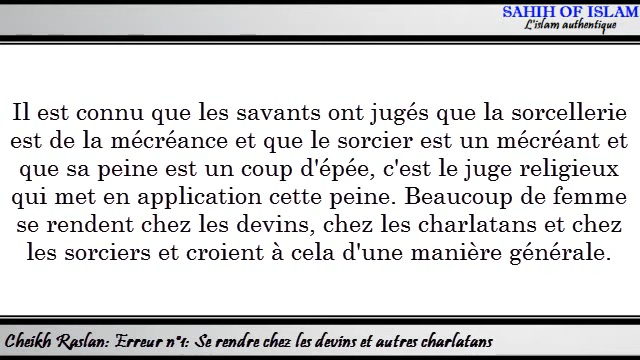 SAHIH OF ISLAM
L'islam authentique
Il est connu que les savants ont jugés que la sorcellerie
est de la mécréance et que le sorcier est un mécréant et
que sa peine est un coup d'épée, c'est le juge religieux
qui met en application cette peine. Beaucoup de femme
se rendent chez les devins, chez les charlatans et chez
les sorciers et croient à cela d'une manière générale.
Cheikh Raslan: Erreur n°1: Se rendre chez les devins et autres charlatans